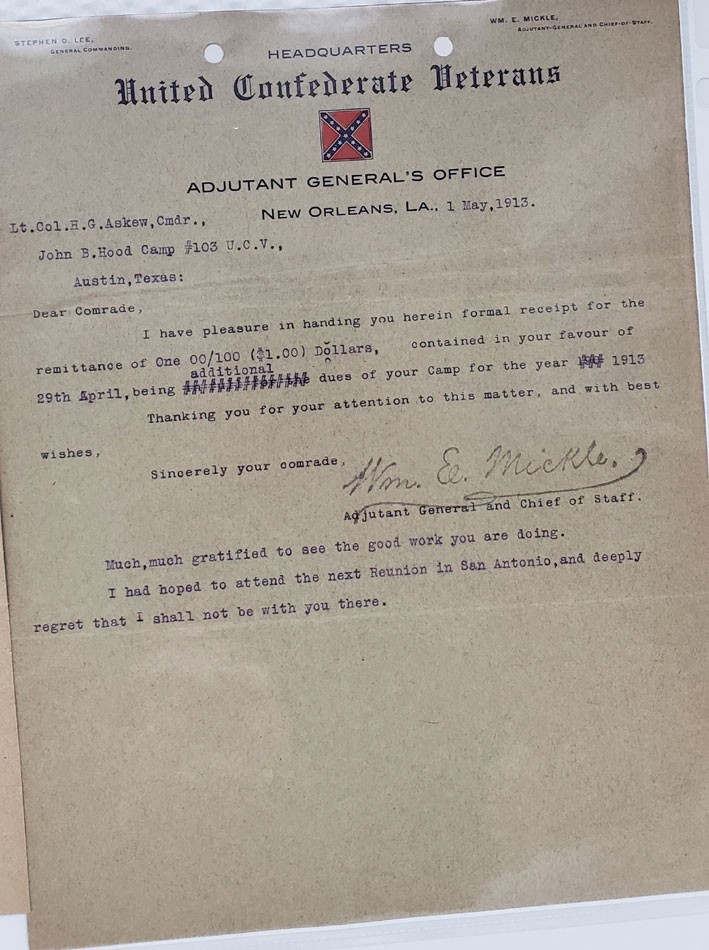 STEPHEN D. LEE,
GENERAL COMMANDING.
WM. E. MICKLE,
ADJUTANT-GENERAL AND CHIEF-OF-STAFF.
HEADQUARTERS
United Confederate Veterans
ADJUTANT GENERAL'S OFFICE
NEW ORLEANS, LA., 1 May,1913.
Lt.Col.H.G.Askew,Cmdr.,
John B.Hood Camp #103 U.C.V.,
Austin,Texas:
Dear Comrade,
I have pleasure in handing you herein formal receipt for the
remittance of One 00/100 ($1.00) Dollars, contained in your favour of
additional
29th April,being dues of your Camp for the year 1913
Thanking you for your attention to this matter, and with best
wishes,
Sincerely your comrade,
Wm. E. Mickle.
Adjutant General and Chief of Staff.
Much,much gratified to see the good work you are doing.
I had hoped to attend the next Reunion in San Antonio,and deeply
regret that I shall not be with you there.